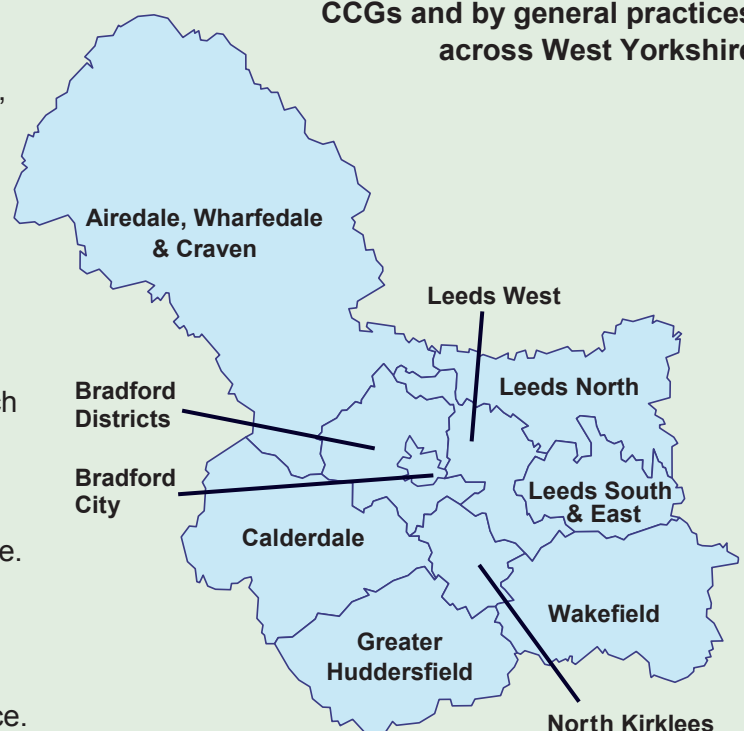 CCGs and by general practices
across West Yorkshire
,
Airedale, Wharfedale
& Craven
Leeds West
Leeds North
Bradford
Districts
Bradford
City
Leeds South
& East
Calderdale
e.
Wakefield
Greater
Huddersfield
ce.
North Kirklees